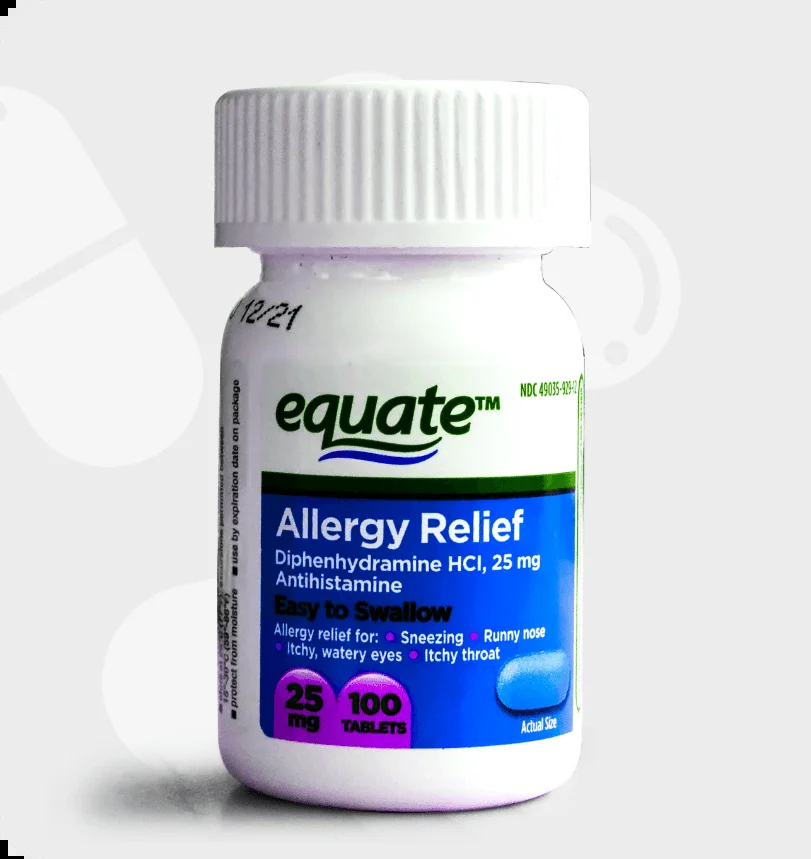 12/21
equate™
NDC 49035-929-12
Allergy Relief
Diphenhydramine HCl, 25 mg
Antihistamine
Easy to Swallow
Allergy relief for: • Sneezing • Runny nose
• Itchy, watery eyes • Itchy throat
25
mg
100
TABLETS
Actual Size
■ protect from moisture ■ use by expiration date on package